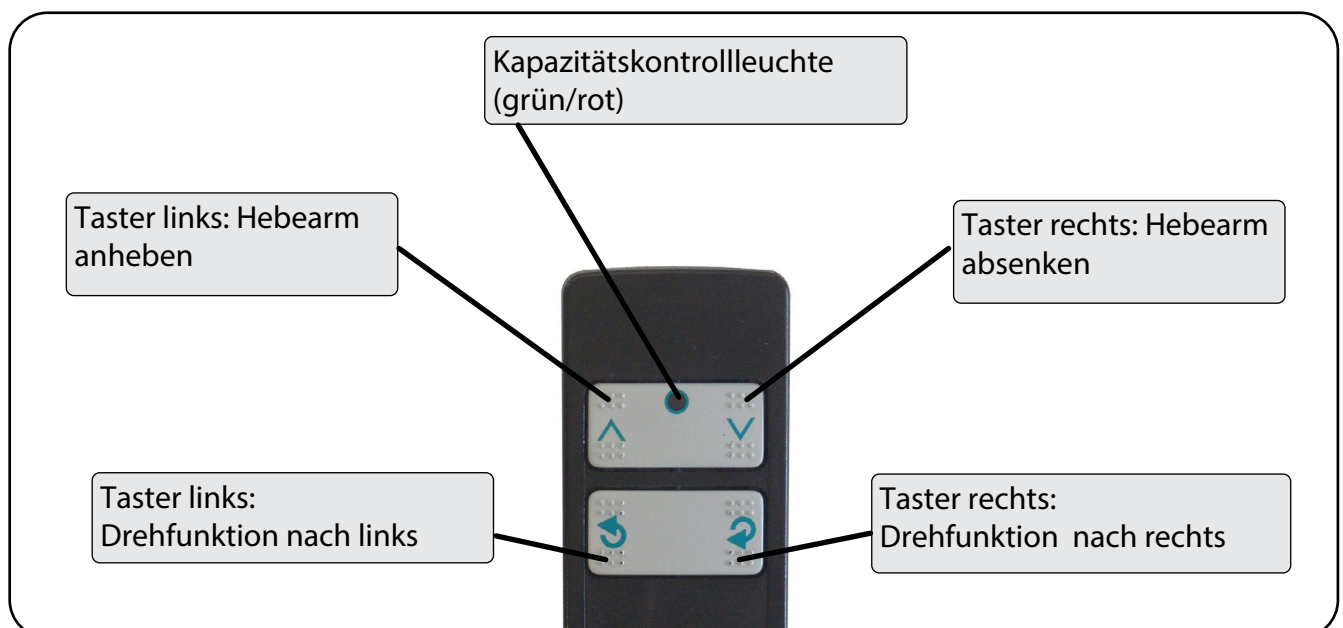 Kapazitätskontrollleuchte
(grün/rot)
Taster links: Hebearm
anheben
Taster rechts: Hebearm
absenken
Taster links:
Drehfunktion nach links
Taster rechts:
Drehfunktion  nach rechts